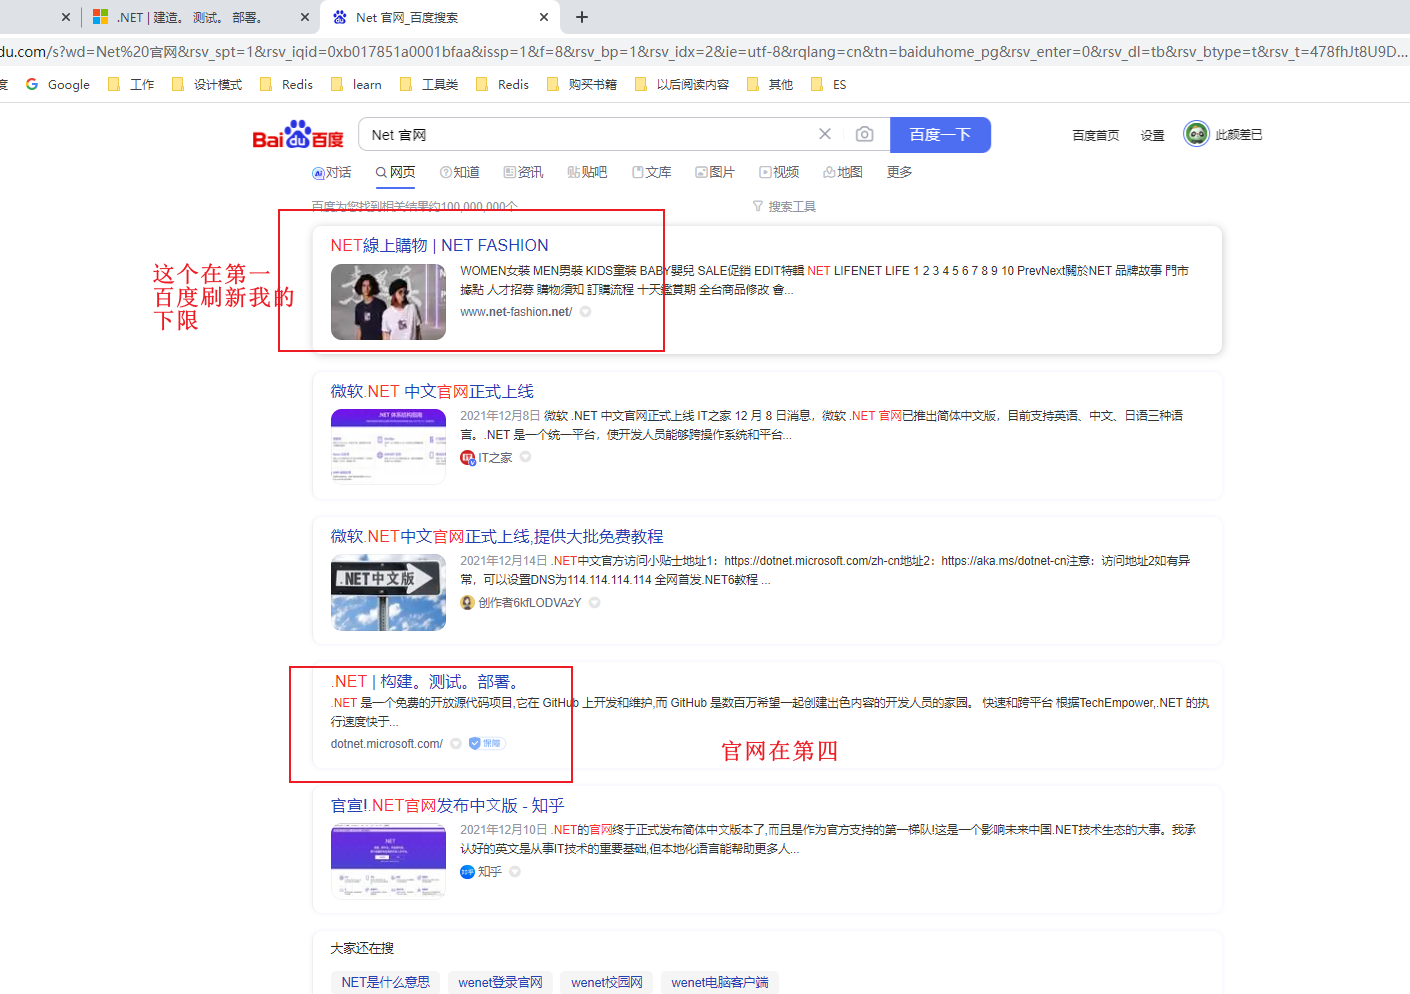 .NET | 建造。 测试。 部署。
Net 官网_百度搜索
du.com/s?wd=Net%20官网&rsv_spt=1&rsv_iqid=0xb017851a0001bfaa&issp=1&f=8&rsv_bp=1&rsv_idx=2&ie=utf-8&rqlang=cn&tn=baiduhome_pg&rsv_enter=0&rsv_dl=tb&rsv_btype=t&rsv_t=478fhJt8U9D...
度 Google 工作 设计模式 Redis learn 工具类 Redis 购买书籍 以后阅读内容 其他 ES
Bai du 百度 Net 官网 百度一下 百度首页 设置 此颜差已
Ai对话 网页 知道 资讯 贴吧 文库 图片 视频 地图 更多
百度为您找到相关结果约100,000,000个 搜索工具
NET線上購物 | NET FASHION
WOMEN女裝 MEN男裝 KIDS童裝 BABY嬰兒 SALE促銷 EDIT特輯 NET LIFENET LIFE 1 2 3 4 5 6 7 8 9 10 PrevNext關於NET 品牌故事 門市
據點 人才招募 購物須知 訂購流程 十天鑑賞期 全台商品修改 會...
www.net-fashion.net/
这个在第一
百度刷新我的
下限
微软.NET 中文官网正式上线
2021年12月8日 微软 .NET 中文官网正式上线 IT之家 12 月 8 日消息，微软 .NET 官网已推出简体中文版，目前支持英语、中文、日语三种语
言。.NET 是一个统一平台，使开发人员能够跨操作系统和平台...
IT之家
微软.NET中文官网正式上线,提供大批免费教程
2021年12月14日 .NET中文官方访问小贴士地址1：https://dotnet.microsoft.com/zh-cn地址2：https://aka.ms/dotnet-cn注意：访问地址2如有异
常，可以设置DNS为114.114.114.114 全网首发.NET6教程 ...
.NET中文版
创作者6kfLODVAzY
.NET | 构建。测试。部署。
.NET 是一个免费的开放源代码项目,它在 GitHub 上开发和维护,而 GitHub 是数百万希望一起创建出色内容的开发人员的家园。 快速和跨平台 根据TechEmpower,.NET 的执
行速度快于...
dotnet.microsoft.com/ 保障
官网在第四
官宣!.NET官网发布中文版 - 知乎
2021年12月10日 .NET的官网终于正式发布简体中文版本了,而且是作为官方支持的第一梯队!这是一个影响未来中国.NET技术生态的大事。我承
认好的英文是从事IT技术的重要基础,但本地化语言能帮助更多人...
知乎
大家还在搜
NET是什么意思 wenet登录官网 wenet校园网 wenet电脑客户端